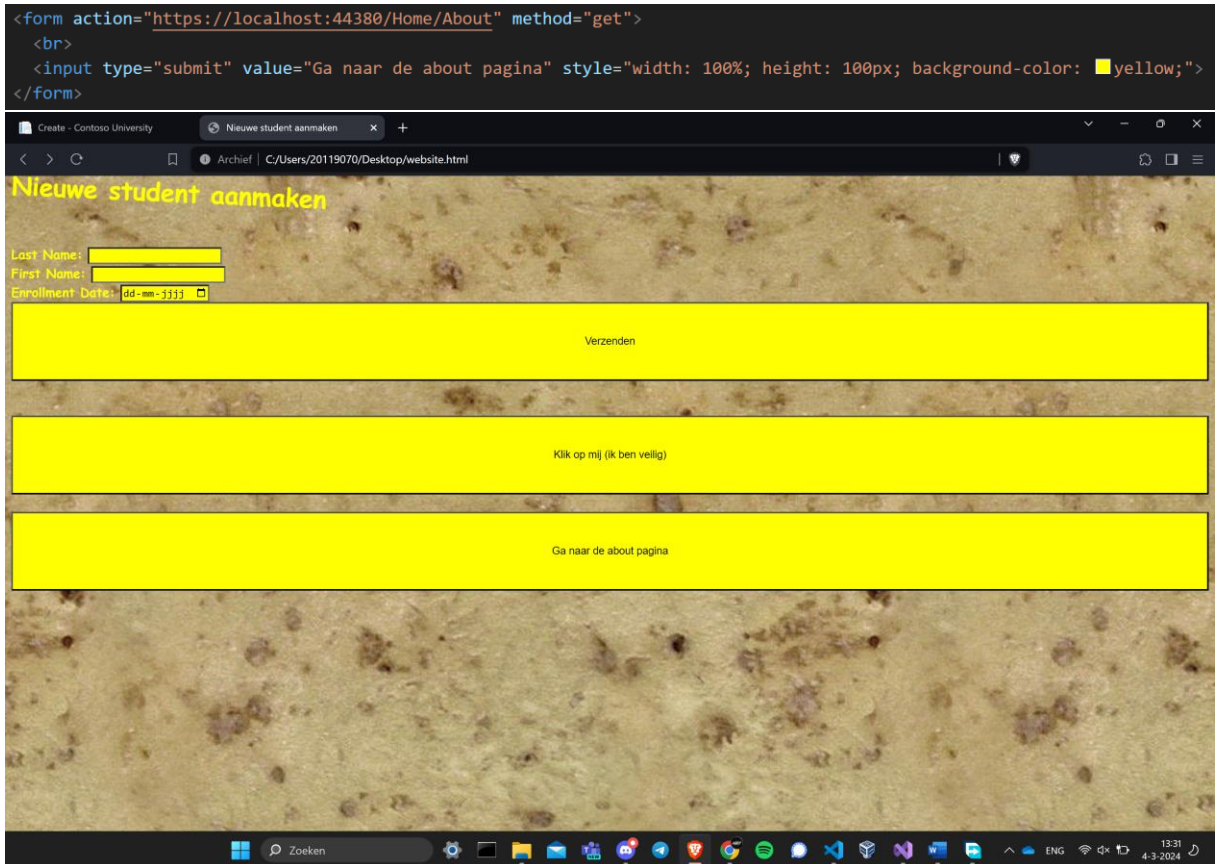 <form action="https://localhost:44380/Home/About" method="get">
<br>
<input type="submit" value="Ga naar de about pagina" style="width: 100%; height: 100px; background-color: yellow;">
</form>
Create - Contoso University Nieuwe student aanmaken
Archief | C:/Users/20119070/Desktop/website.html
Nieuwe student aanmaken
Last Name:
First Name:
Enrollment Date: dd-mm-jjjj
Verzenden
Klik op mij (ik ben veilig)
Ga naar de about pagina
Zoeken
ENG 13:31
4-3-2024